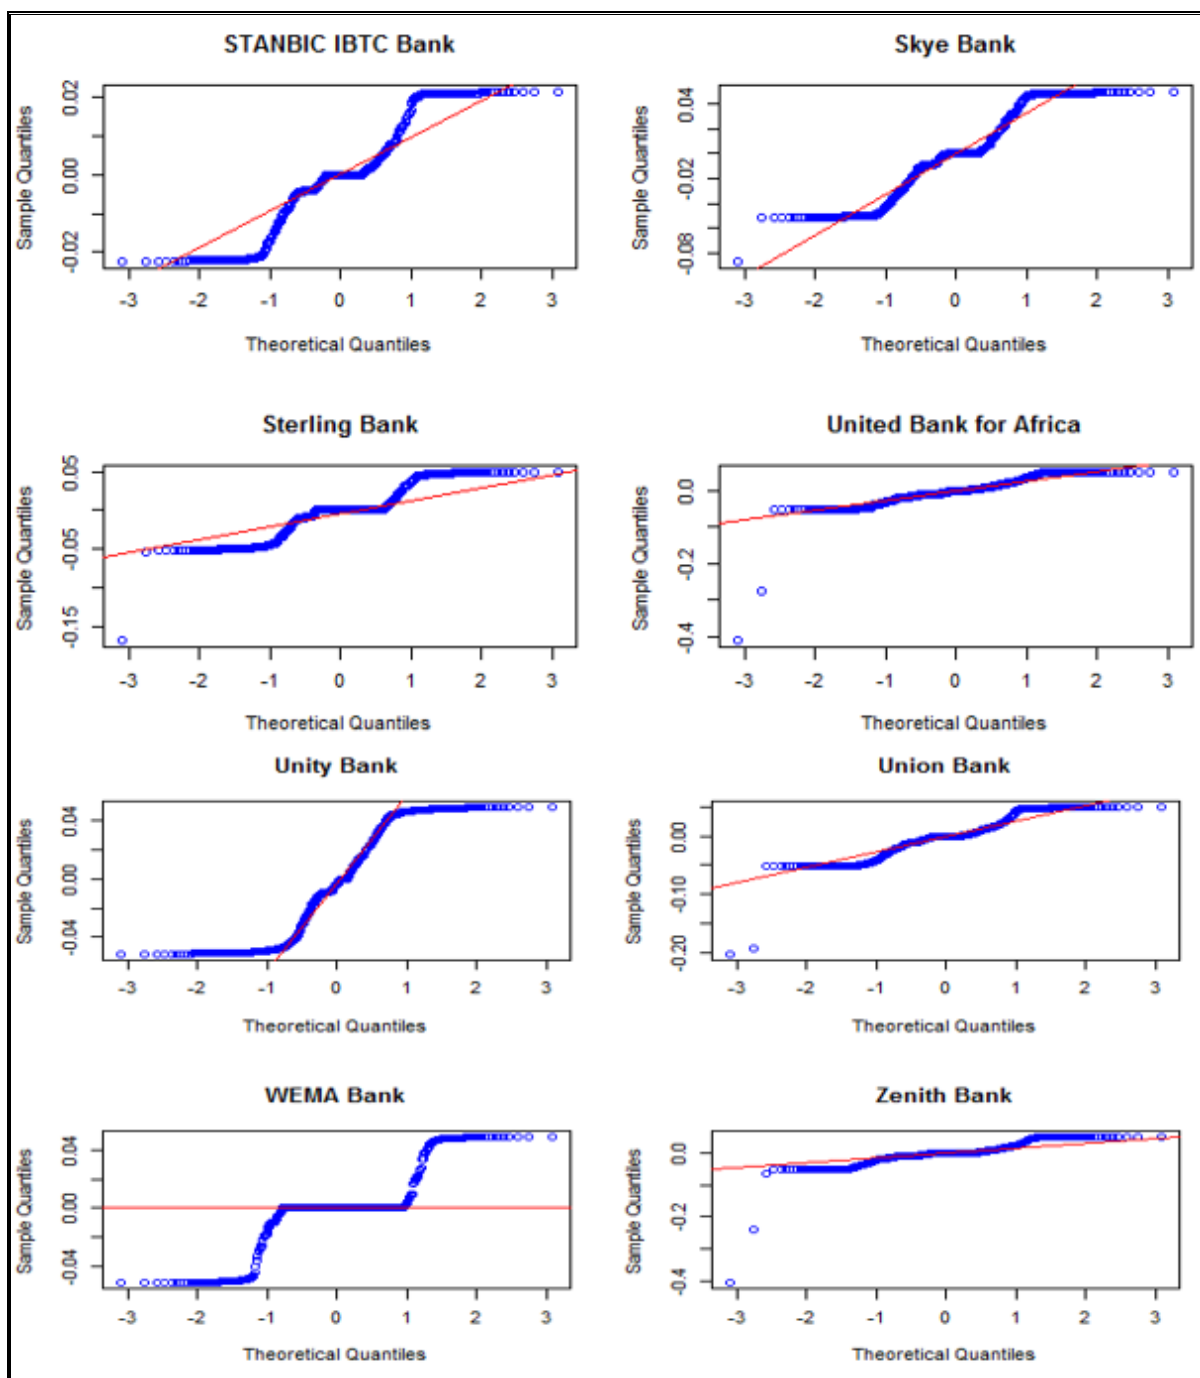 STANBIC IBTC Bank
Sample Quantiles
0.02
0.00
-0.02
-3 -2 -1 0 1 2 3
Theoretical Quantiles
Skye Bank
Sample Quantiles
0.04
-0.02
-0.08
-3 -2 -1 0 1 2 3
Theoretical Quantiles
Sterling Bank
Sample Quantiles
0.05
-0.05
-0.15
-3 -2 -1 0 1 2 3
Theoretical Quantiles
United Bank for Africa
Sample Quantiles
0.0
-0.2
-0.4
-3 -2 -1 0 1 2 3
Theoretical Quantiles
Unity Bank
Sample Quantiles
0.04
0.00
-0.04
-3 -2 -1 0 1 2 3
Theoretical Quantiles
Union Bank
Sample Quantiles
0.00
-0.10
-0.20
-3 -2 -1 0 1 2 3
Theoretical Quantiles
WEMA Bank
Sample Quantiles
0.04
0.00
-0.04
-3 -2 -1 0 1 2 3
Theoretical Quantiles
Zenith Bank
Sample Quantiles
0.0
-0.2
-0.4
-3 -2 -1 0 1 2 3
Theoretical Quantiles